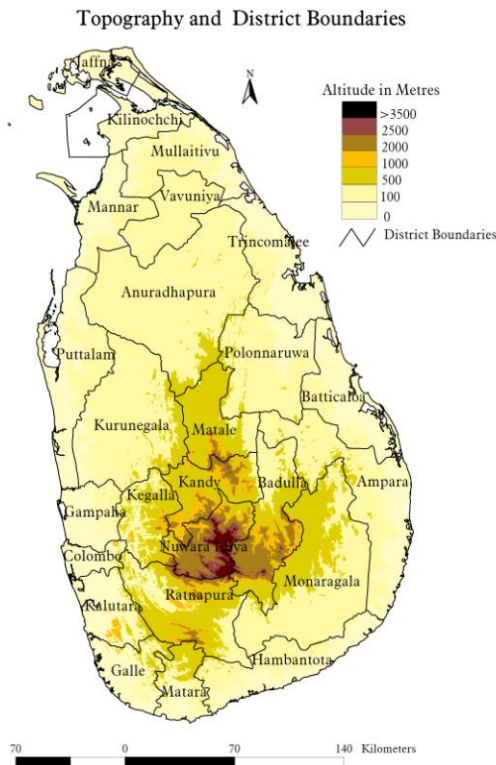 Topography and District Boundaries
Jaffna
N
Altitude in Metres
>3500
2500
2000
1000
500
100
0
District Boundaries
Kilinochchi
Mullaitivu
Vavuniya
Mannar
Trincomalee
Anuradhapura
Puttalam
Polonnaruwa
Batticaloa
Kurunegala
Matale
Kandy
Badulla
Ampara
Kegalla
Gampaha
Nuwara Eliya
Colombo
Monaragala
Ratnapura
Kalutara
Hambantota
Galle
Matara
70 0 70 140 Kilometers